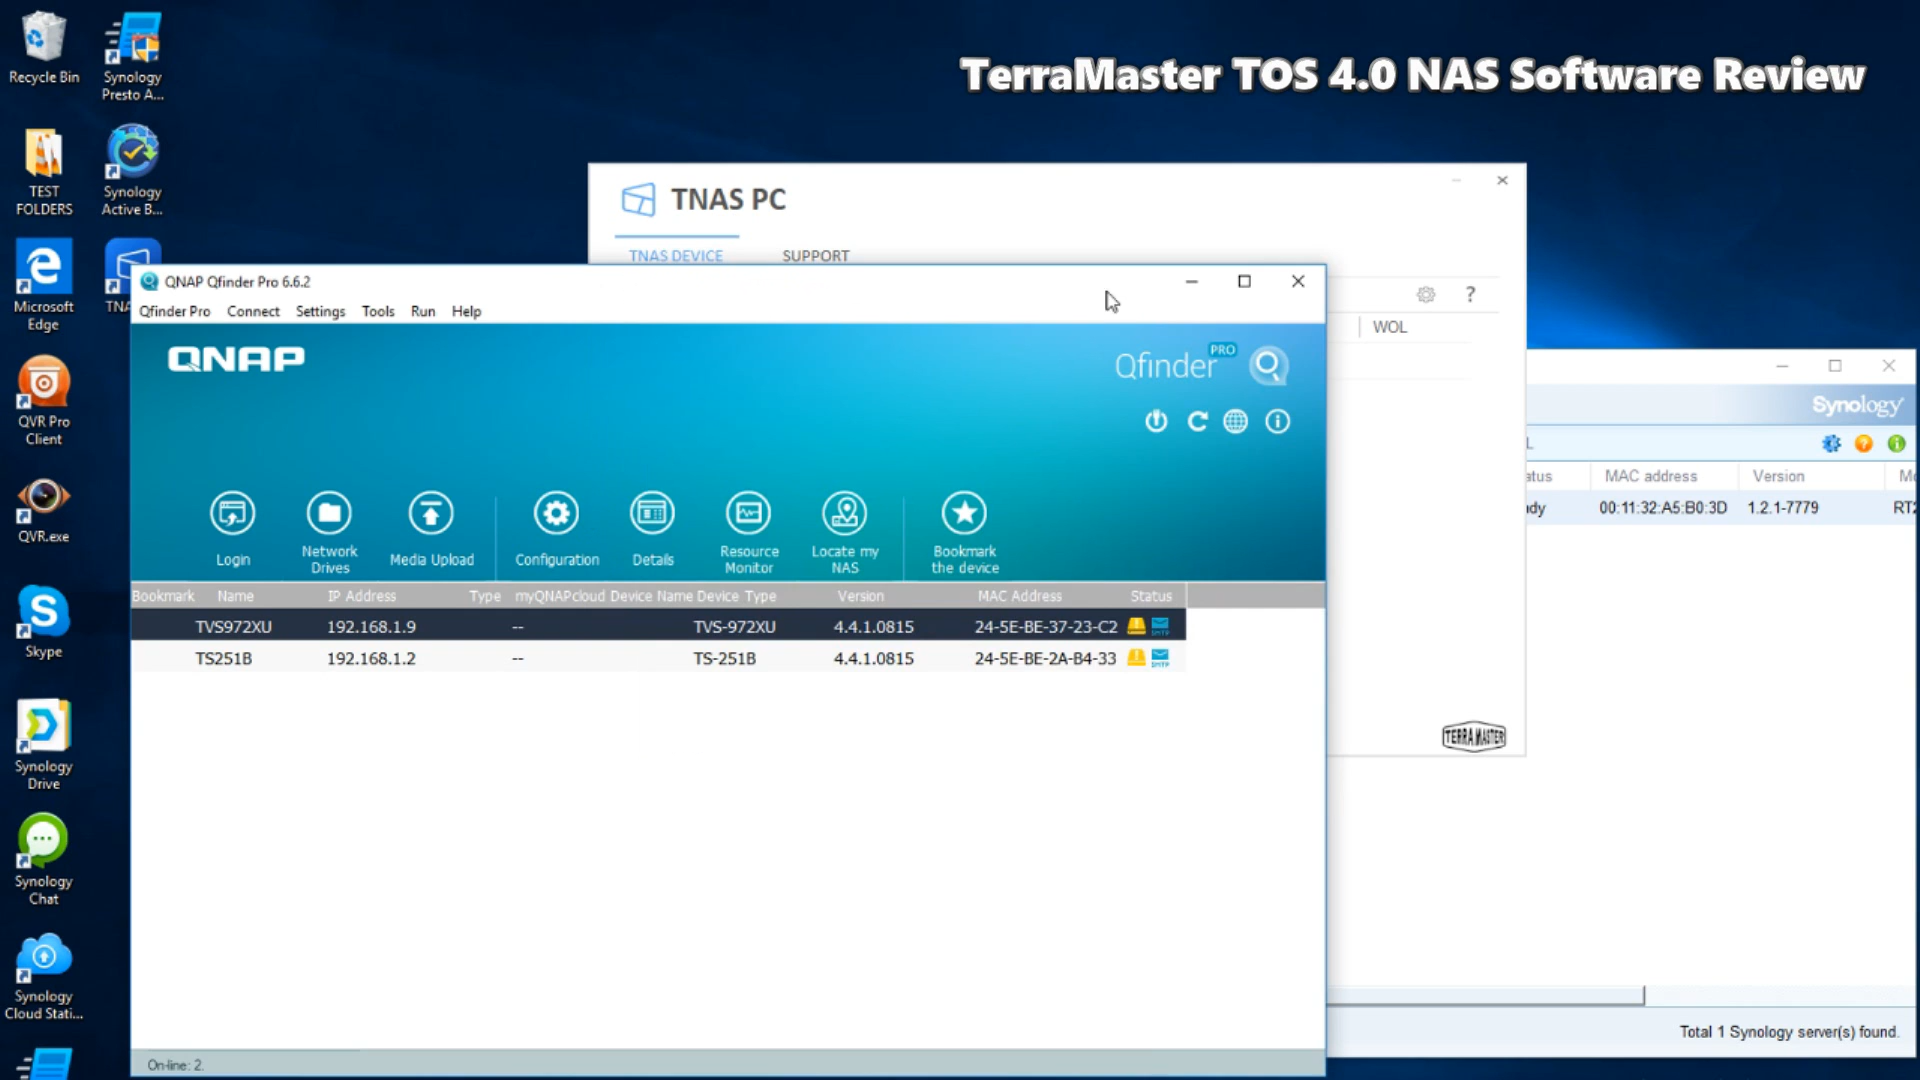 Recycle Bin
Synology
Presto A...
TEST
FOLDERS
Synology
Active B...
Microsoft
Edge
TNA
QVR Pro
Client
QVR.exe
Skype
Synology
Drive
Synology
Chat
Synology
Cloud Stati...
TerraMaster TOS 4.0 NAS Software Review
TNAS PC
TNAS DEVICE SUPPORT
?
WOL
TERRAMASTER
QNAP Qfinder Pro 6.6.2
Qfinder Pro Connect Settings Tools Run Help
QNAP
Qfinder PRO
Login
Network
Drives
Media Upload
Configuration
Details
Resource
Monitor
Locate my
NAS
Bookmark
the device
Bookmark Name IP Address Type myQNAPcloud Device Name Device Type Version MAC Address Status
TVS972XU 192.168.1.9 -- TVS-972XU 4.4.1.0815 24-5E-BE-37-23-C2
TS251B 192.168.1.2 -- TS-251B 4.4.1.0815 24-5E-BE-2A-B4-33
On-line: 2.
Synology
L
atus MAC address Version Mo
ady 00:11:32:A5:B0:3D 1.2.1-7779 RT2
Total 1 Synology server(s) found.